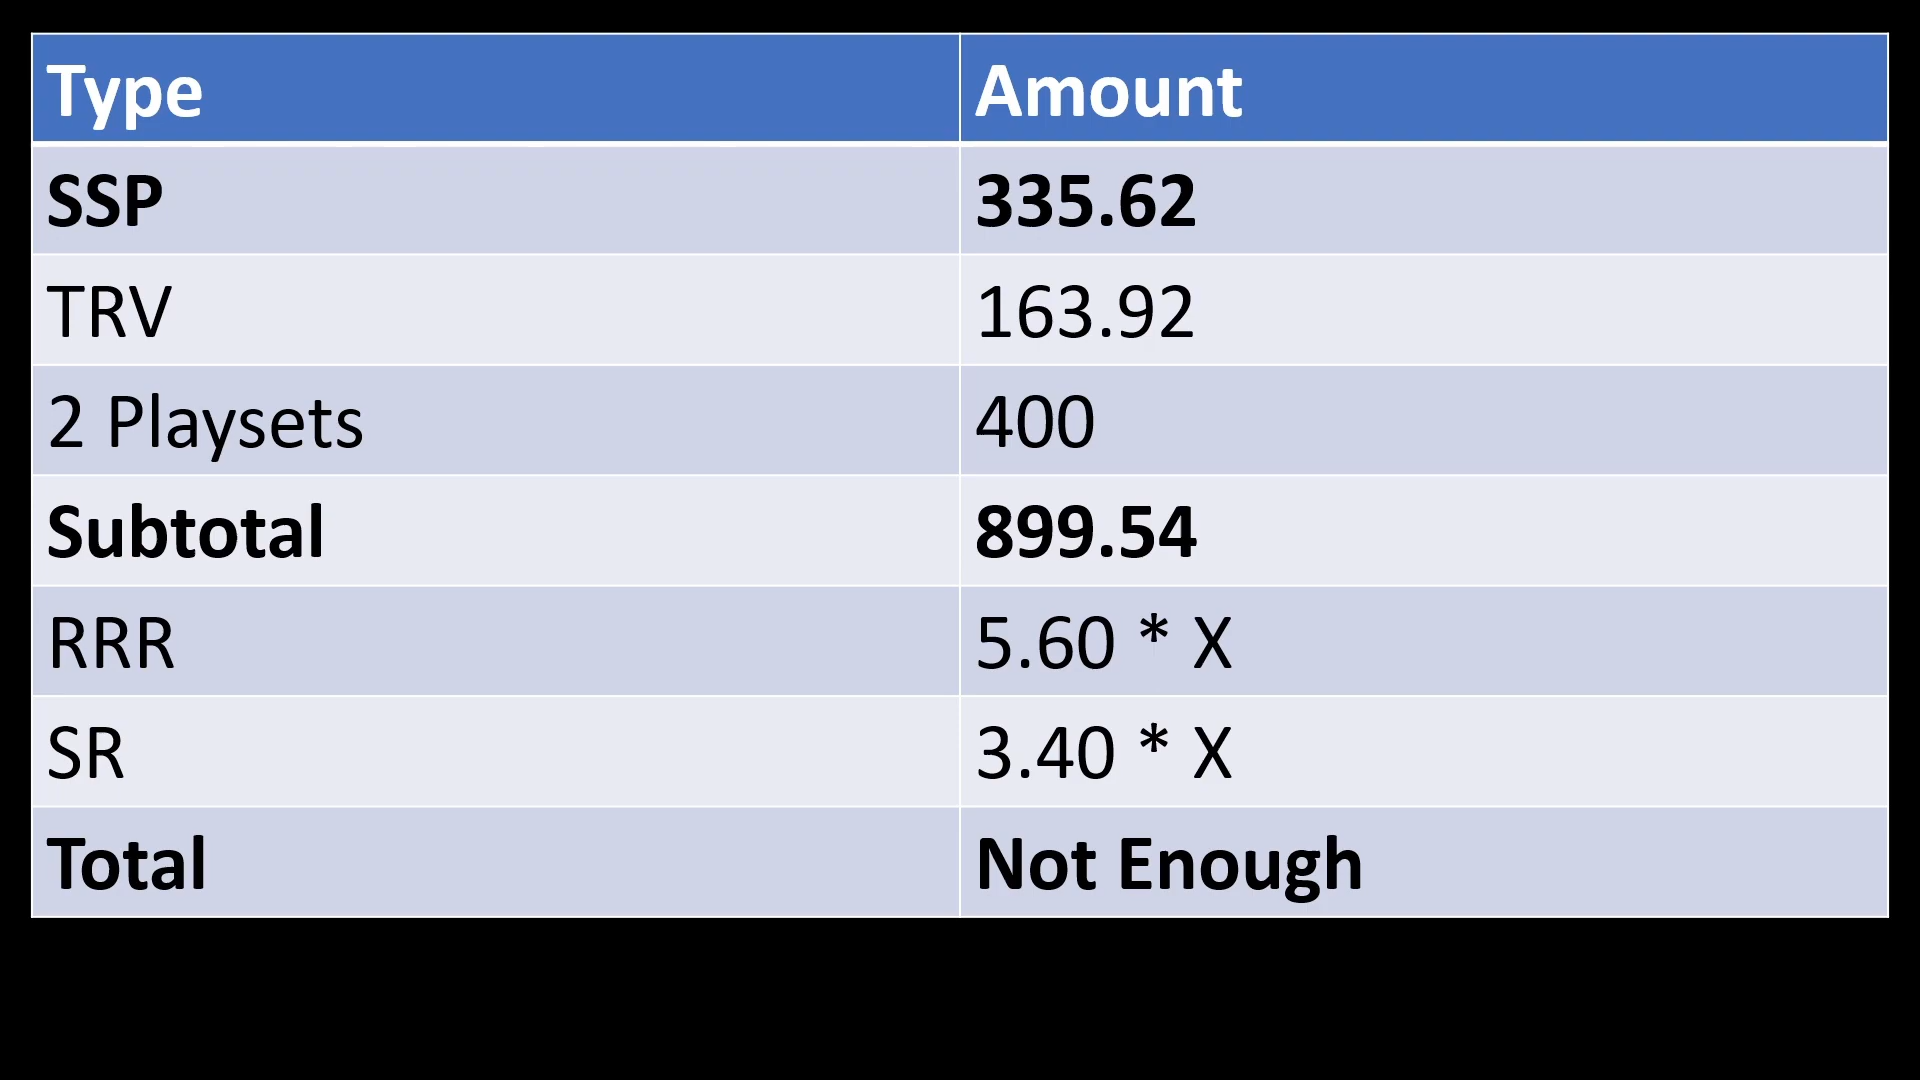 Type Amount
SSP 335.62
TRV 163.92
2 Playsets 400
Subtotal 899.54
RRR 5.60 * X
SR 3.40 * X
Total Not Enough